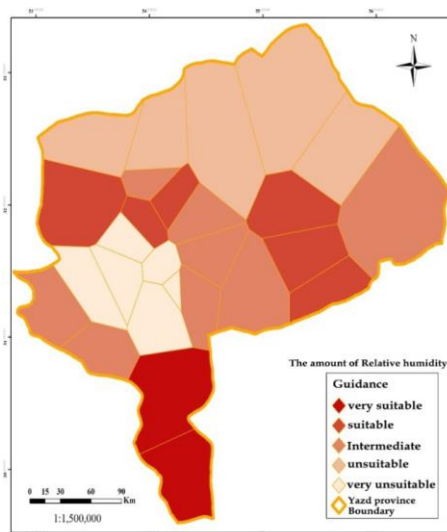 N
The amount of Relative humidity
Guidance
very suitable
suitable
Intermediate
unsuitable
very unsuitable
Yazd province
Boundary
0 15 30 60 90
Km
1:1,500,000